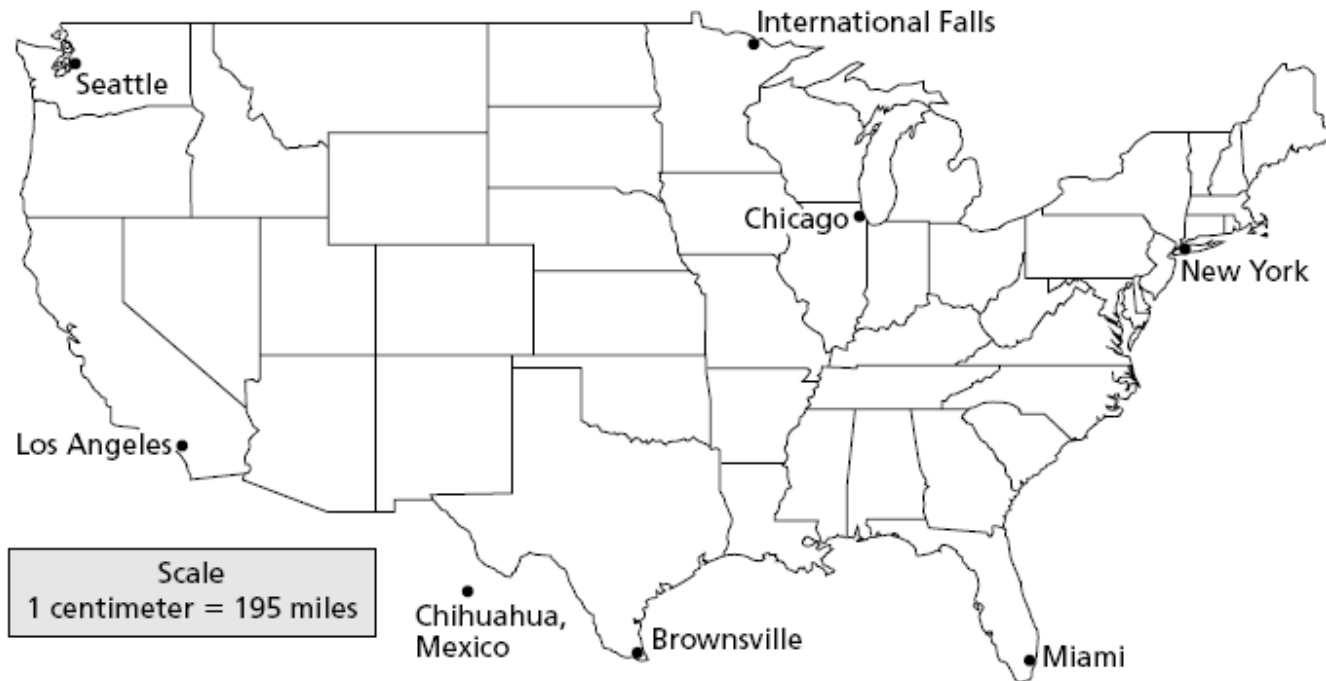 International Falls
Seattle
Chicago
New York
Los Angeles
Scale
1 centimeter = 195 miles
Chihuahua,
Mexico
Brownsville
Miami